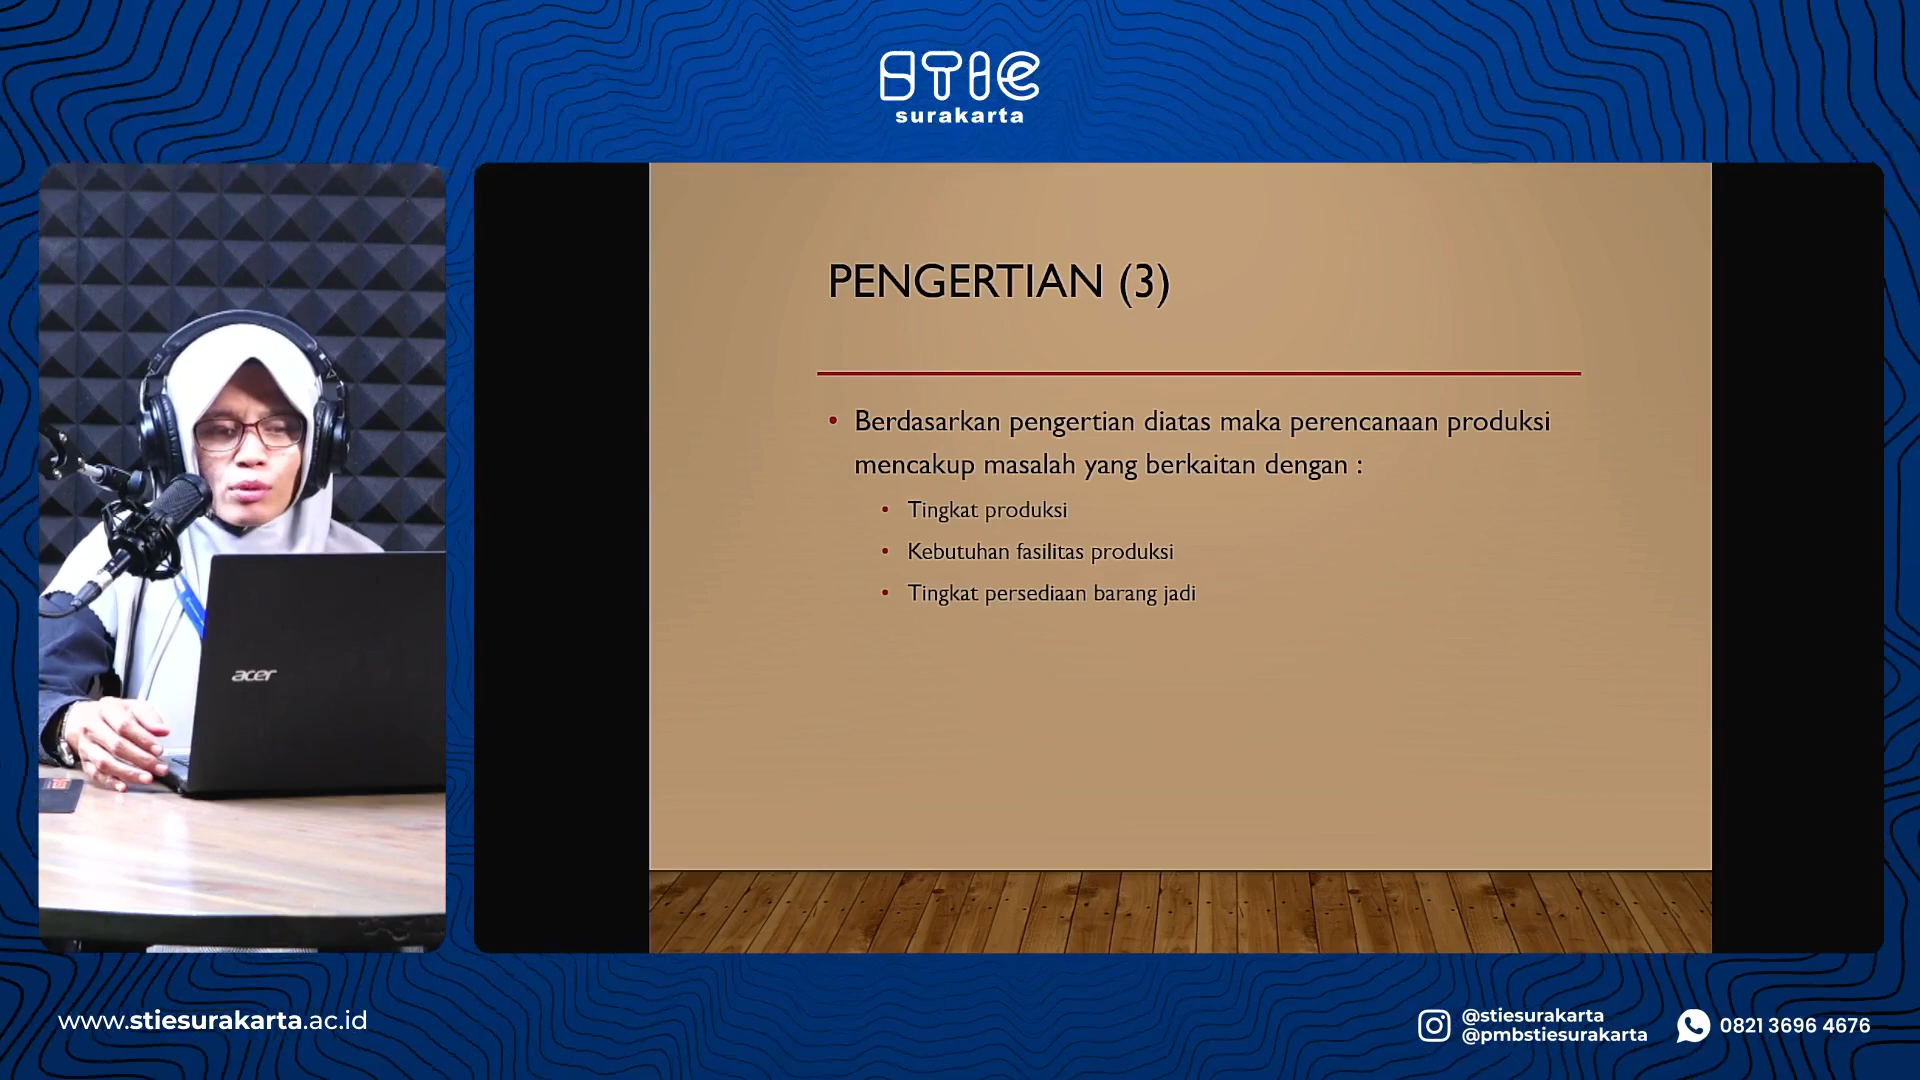 STIE
surakarta
PENGERTIAN (3)
• Berdasarkan pengertian diatas maka perencanaan produksi
mencakup masalah yang berkaitan dengan :
• Tingkat produksi
• Kebutuhan fasilitas produksi
• Tingkat persediaan barang jadi
acer
www.stiesurakarta.ac.id
@stiesurakarta
@pmbstiesurakarta
0821 3696 4676